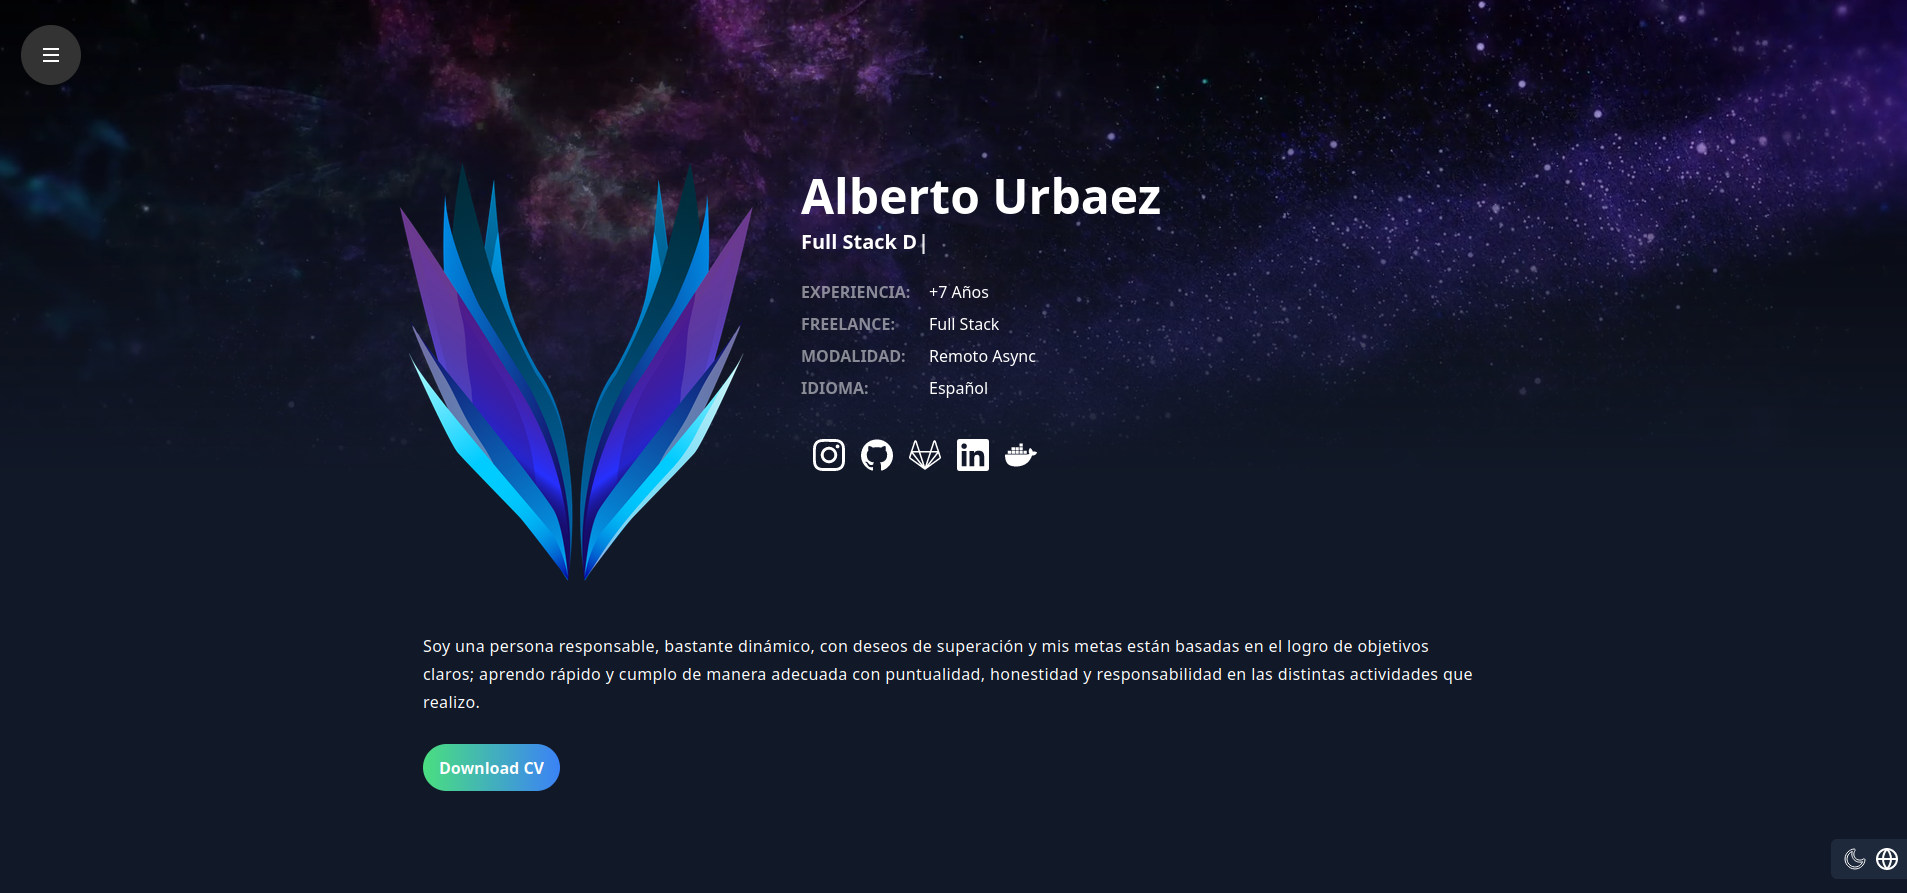 Alberto Urbaez
Full Stack D|
EXPERIENCIA: +7 Años
FREELANCE: Full Stack
MODALIDAD: Remoto Async
IDIOMA: Español
Soy una persona responsable, bastante dinámico, con deseos de superación y mis metas están basadas en el logro de objetivos
claros; aprendo rápido y cumplo de manera adecuada con puntualidad, honestidad y responsabilidad en las distintas actividades que
realizo.
Download CV